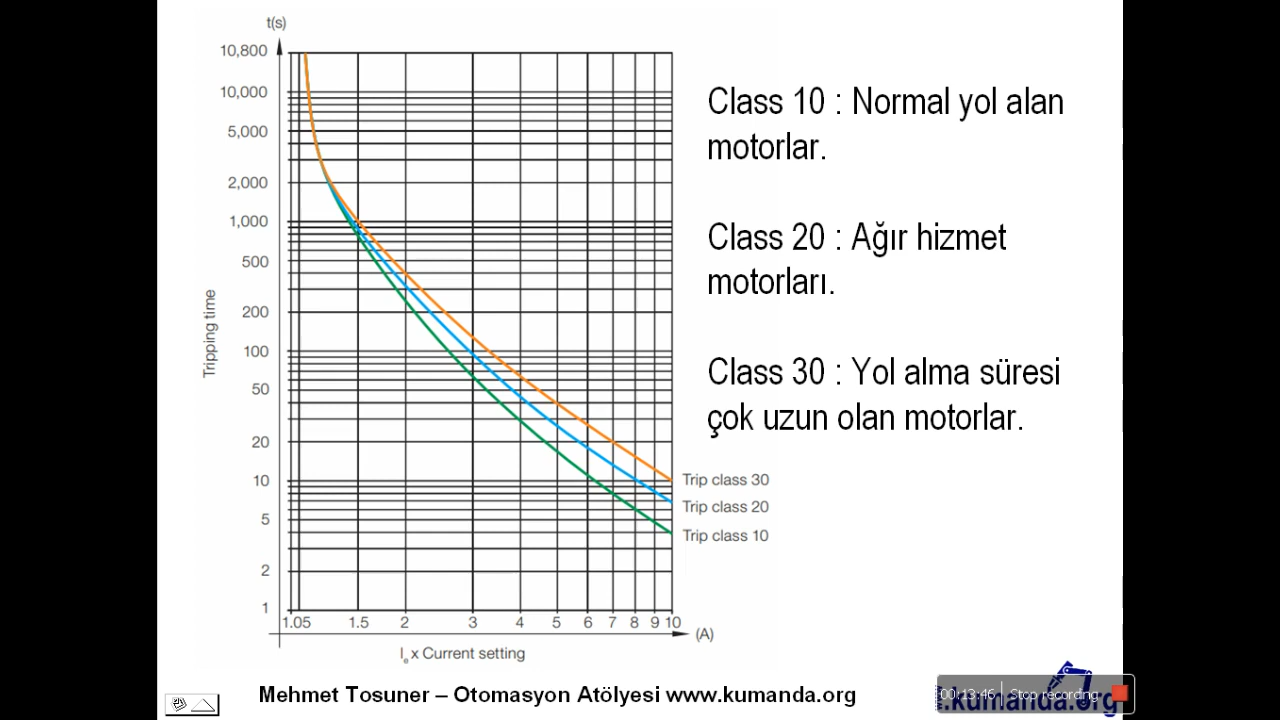 t(s)
10,800
10,000
5,000
2,000
1,000
500
200
100
50
20
10
5
2
1
Tripping time
1.05 1.5 2 3 4 5 6 7 8 9 10
(A)
Ie x Current setting
Trip class 30
Trip class 20
Trip class 10
Class 10 : Normal yol alan
motorlar.
Class 20 : Ağır hizmet
motorları.
Class 30 : Yol alma süresi
çok uzun olan motorlar.
Mehmet Tosuner – Otomasyon Atölyesi www.kumanda.org
00:13:46 Stop recording
.kumanda.org